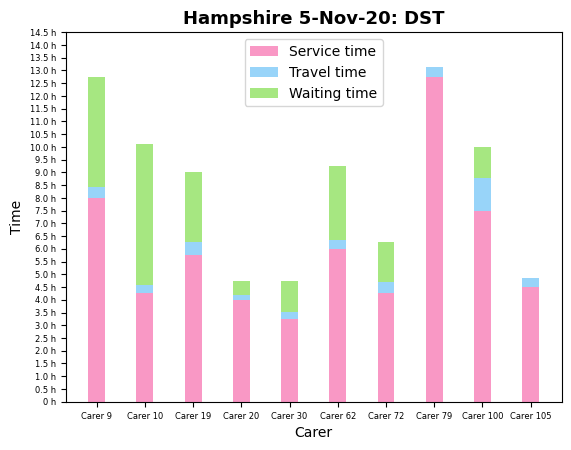 Hampshire 5-Nov-20: DST
14.5 h
14.0 h
13.5 h
13.0 h
12.5 h
12.0 h
11.5 h
11.0 h
10.5 h
10.0 h
9.5 h
9.0 h
8.5 h
8.0 h
7.5 h
7.0 h
6.5 h
6.0 h
5.5 h
5.0 h
4.5 h
4.0 h
3.5 h
3.0 h
2.5 h
2.0 h
1.5 h
1.0 h
0.5 h
0 h
Time
Service time
Travel time
Waiting time
Carer 9 Carer 10 Carer 19 Carer 20 Carer 30 Carer 62 Carer 72 Carer 79 Carer 100 Carer 105
Carer